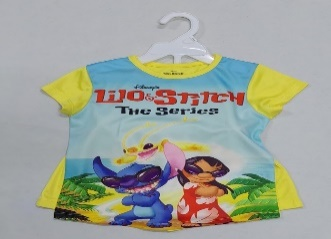 Disney's
LILO & STITCH
THE SERIES